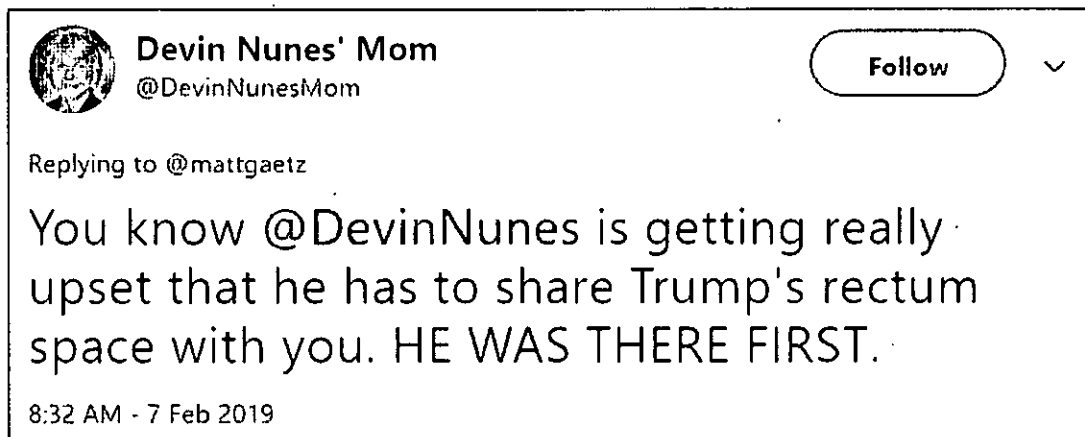 Devin Nunes' Mom
@DevinNunesMom
Follow
Replying to @mattgaetz
You know @DevinNunes is getting really
upset that he has to share Trump's rectum
space with you. HE WAS THERE FIRST.
8:32 AM - 7 Feb 2019